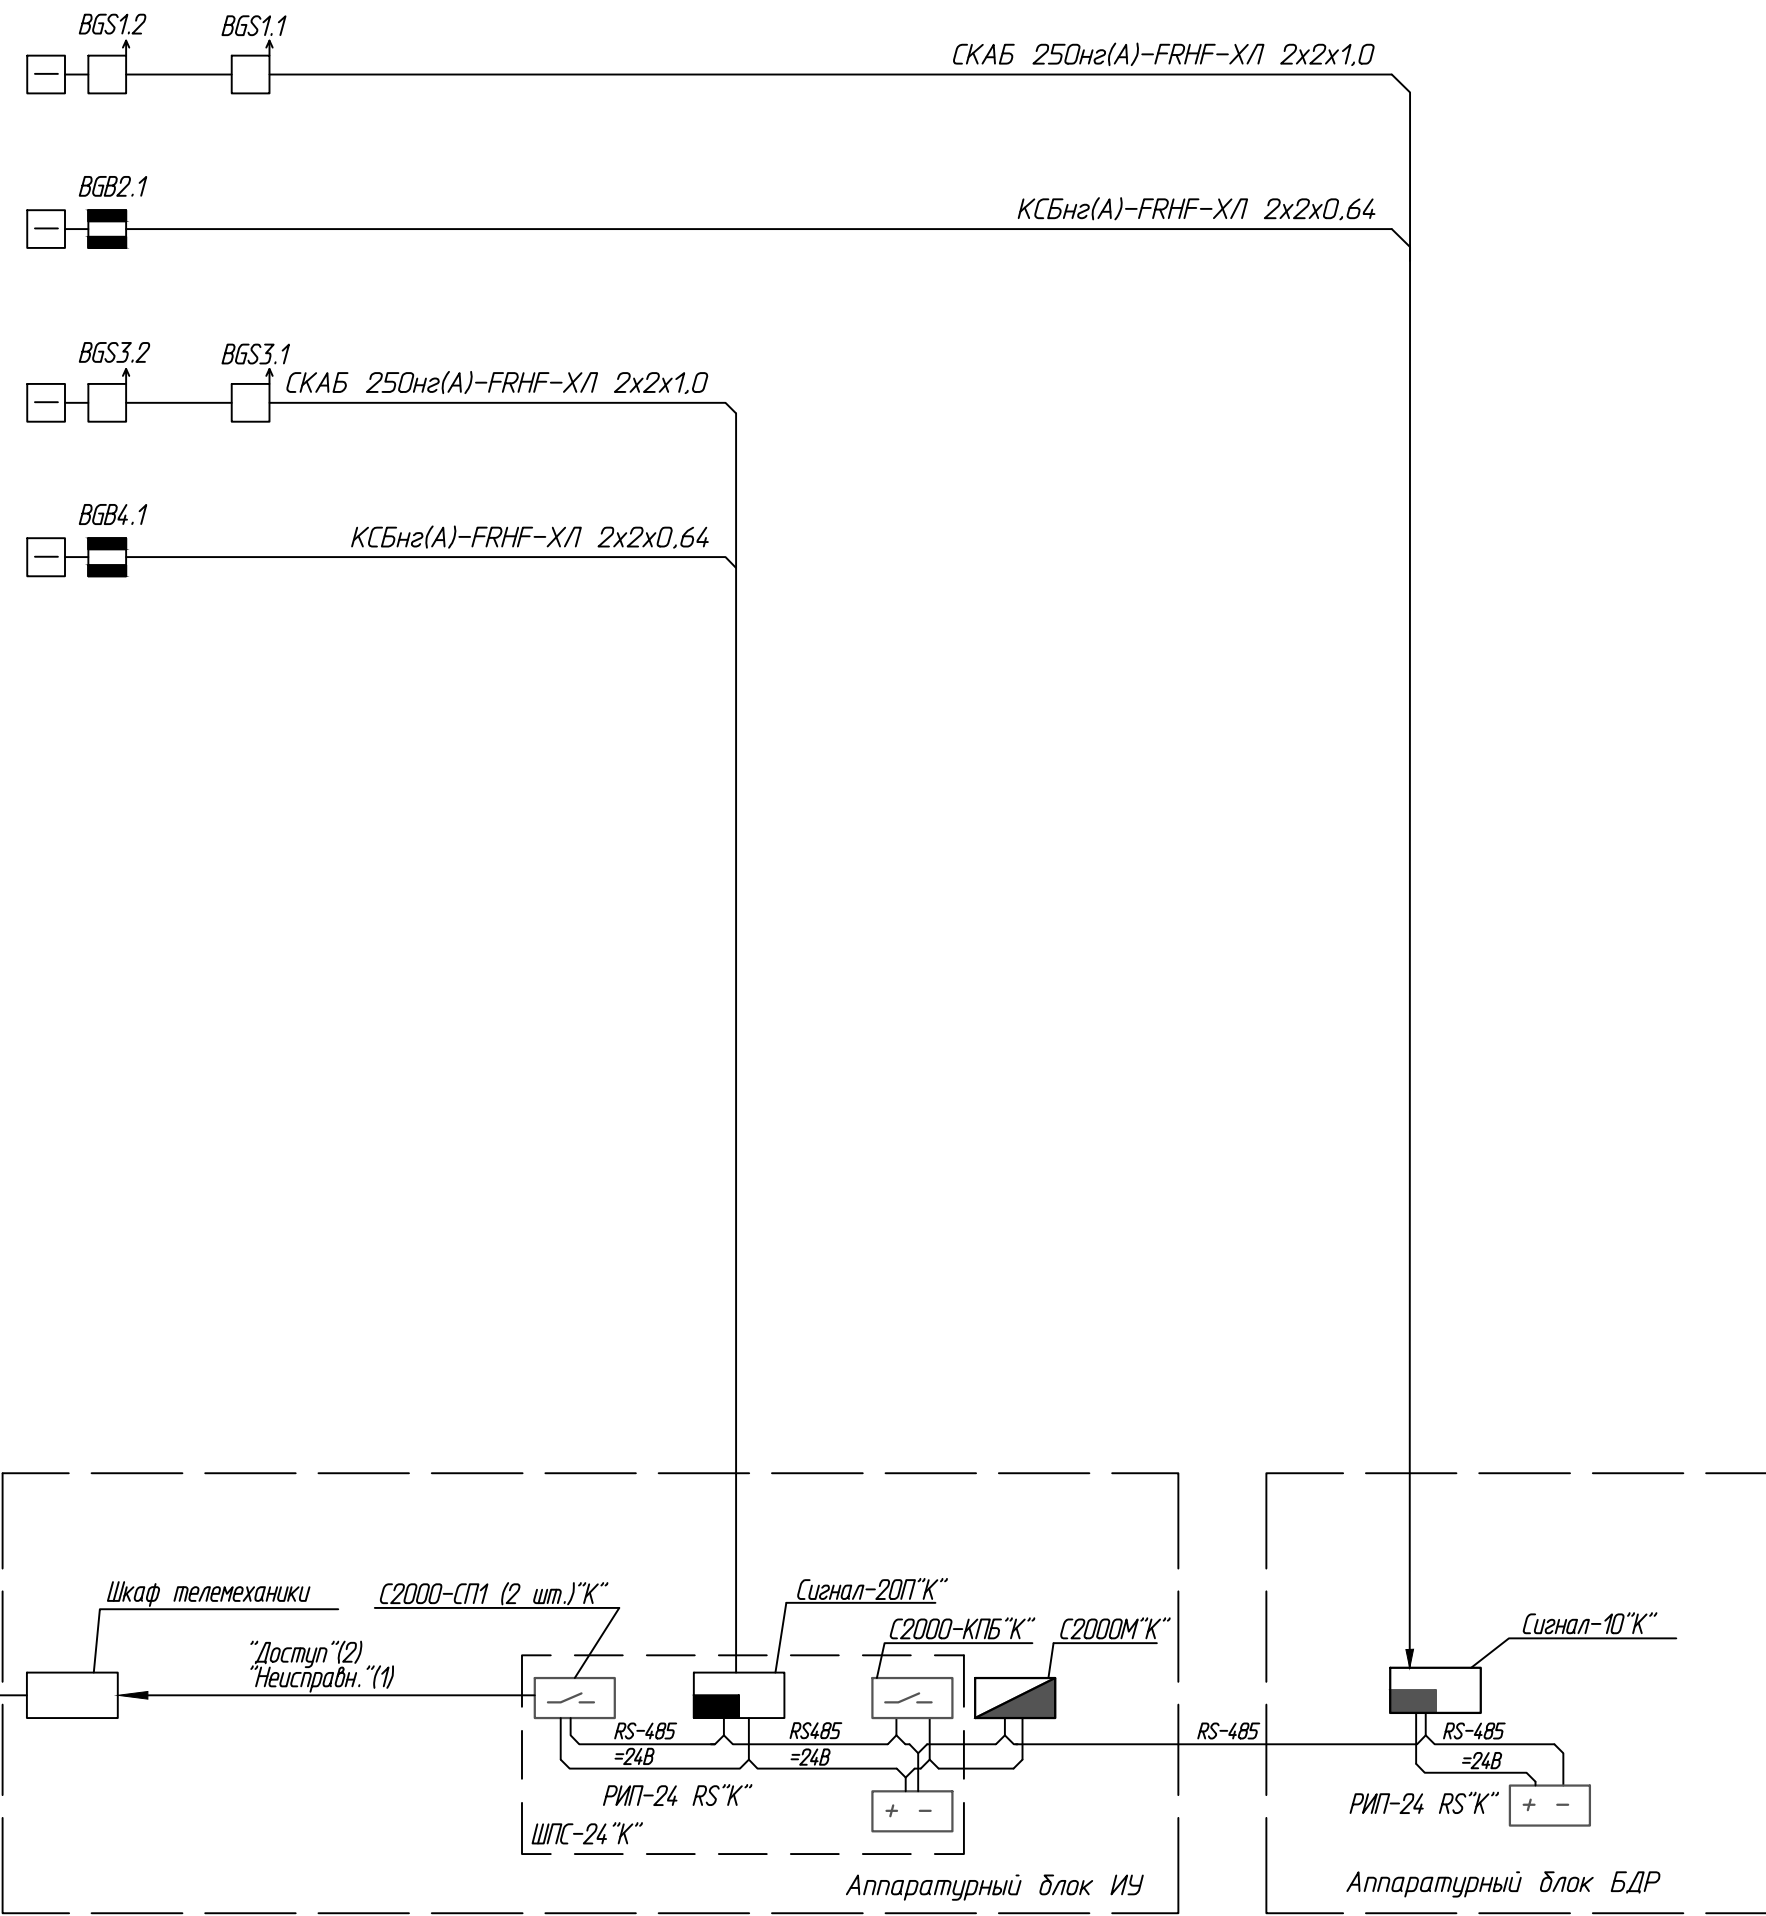 BGS1.2
BGS1.1
СКАБ 250нг(А)-FRHF-ХЛ 2х2х1,0
BGB2.1
КСБнг(А)-FRHF-ХЛ 2х2х0,64
BGS3.2
BGS3.1
СКАБ 250нг(А)-FRHF-ХЛ 2х2х1,0
BGB4.1
КСБнг(А)-FRHF-ХЛ 2х2х0,64
Шкаф телемеханики
С2000-СП1 (2 шт.)"К"
Сигнал-20П"К"
С2000-КПБ"К"
С2000М"К"
Сигнал-10"К"
"Доступ"(2)
"Неисправн."(1)
RS-485
RS485
RS-485
RS-485
=24В
=24В
=24В
+ -
+ -
РИП-24 RS"К"
РИП-24 RS"К"
ШПС-24"К"
Аппаратурный блок ИУ
Аппаратурный блок БДР